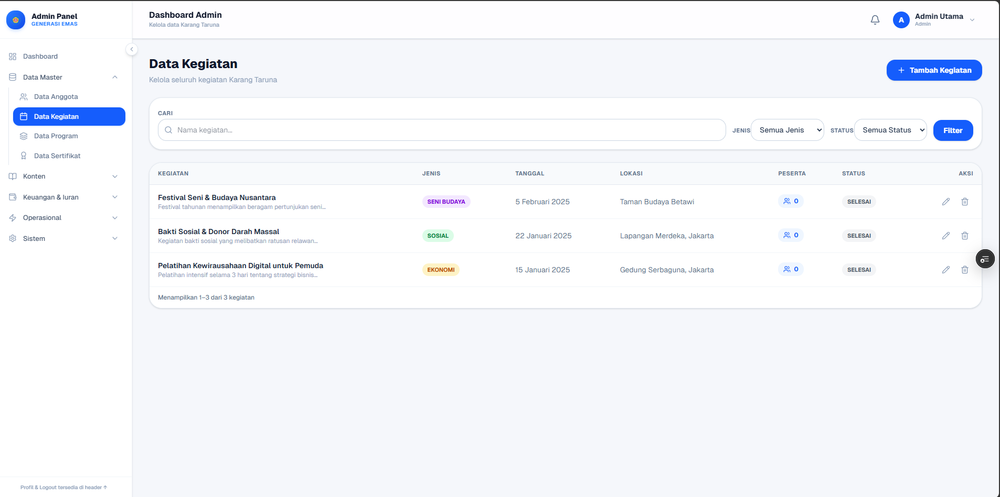 Admin Panel
GENERASI EMAS
Dashboard
Data Master
Data Anggota
Data Kegiatan
Data Program
Data Sertifikat
Konten
Keuangan & Iuran
Operasional
Sistem
Profil & Logout tersedia di header ↑
Dashboard Admin
Kelola data Karang Taruna
A
Admin Utama
Admin
Data Kegiatan
Kelola seluruh kegiatan Karang Taruna
+ Tambah Kegiatan
CARI
Nama kegiatan...
JENIS
Semua Jenis
STATUS
Semua Status
Filter
KEGIATAN JENIS TANGGAL LOKASI PESERTA STATUS AKSI
Festival Seni & Budaya Nusantara
Festival tahunan menampilkan beragam pertunjukan seni...
SENI BUDAYA
5 Februari 2025
Taman Budaya Betawi
0
SELESAI
Bakti Sosial & Donor Darah Massal
Kegiatan bakti sosial yang melibatkan ratusan relawan...
SOSIAL
22 Januari 2025
Lapangan Merdeka, Jakarta
0
SELESAI
Pelatihan Kewirausahaan Digital untuk Pemuda
Pelatihan intensif selama 3 hari tentang strategi bisnis...
EKONOMI
15 Januari 2025
Gedung Serbaguna, Jakarta
0
SELESAI
Menampilkan 1–3 dari 3 kegiatan